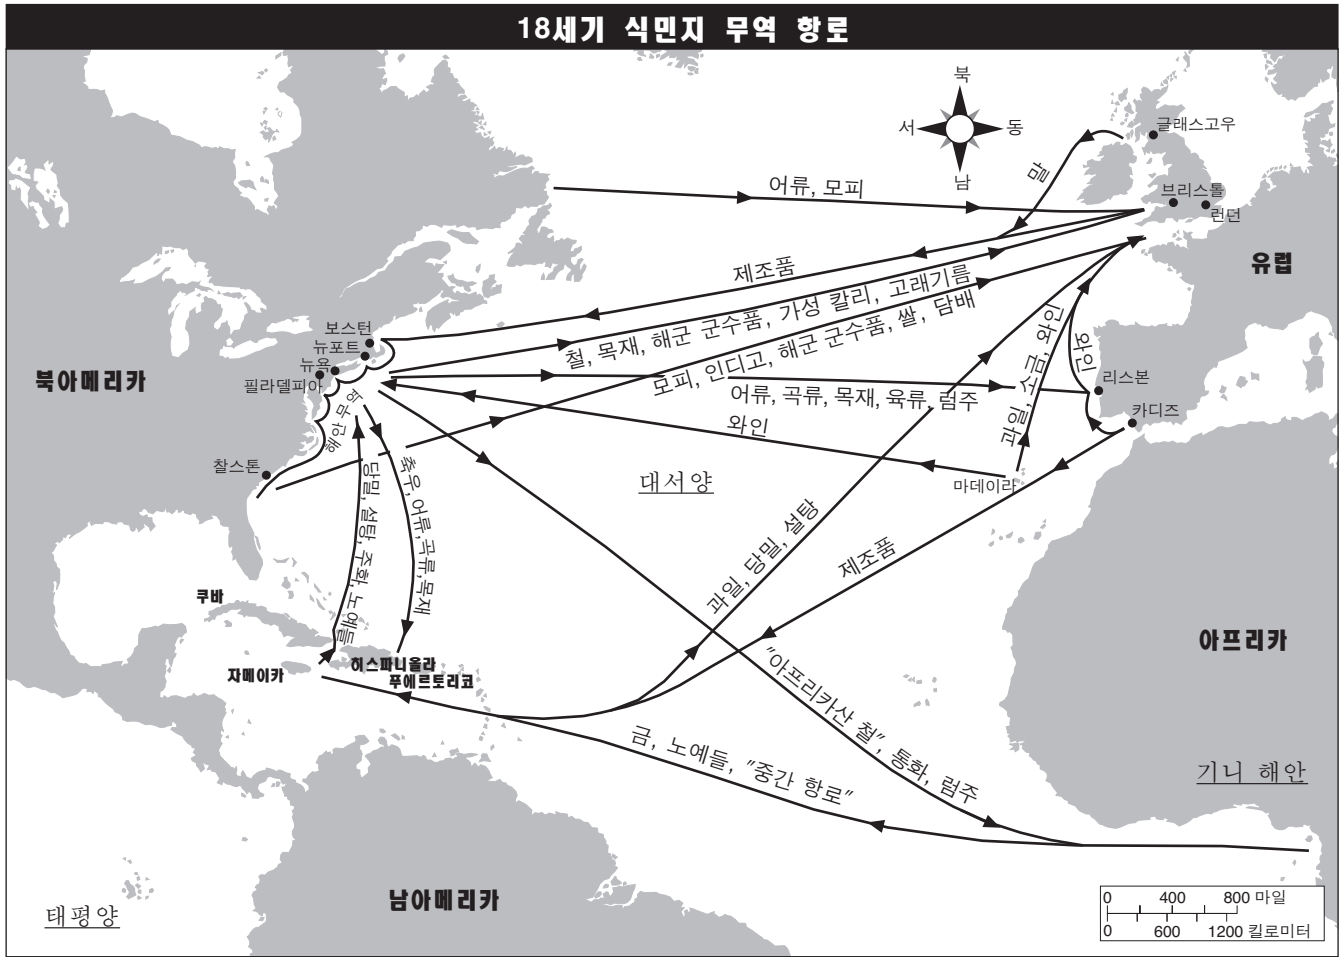 18세기 식민지 무역 항로
북
서
동
남
글래스고우
말
어류, 모피
브리스톨
런던
유럽
제조품
철, 목재, 해군 군수품, 가성 칼리, 고래기름
모피, 인디고, 해군 군수품, 쌀, 담배
보스턴
뉴포트
뉴욕
필라델피아
북아메리카
해안 무역
찰스톤
어류, 곡류, 목재, 육류, 럼주
와인
과일, 소금, 와인
와인
리스본
카디즈
마데이라
대서양
당밀, 설탕, 주화, 노예들
축우, 어류, 곡류, 목재
과일, 당밀, 설탕
제조품
쿠바
자메이카
히스파니올라
푸에르토리코
아프리카
"아프리카산 철", 통화, 럼주
금, 노예들, "중간 항로"
기니 해안
남아메리카
태평양
0 400 800 마일
0 600 1200 킬로미터